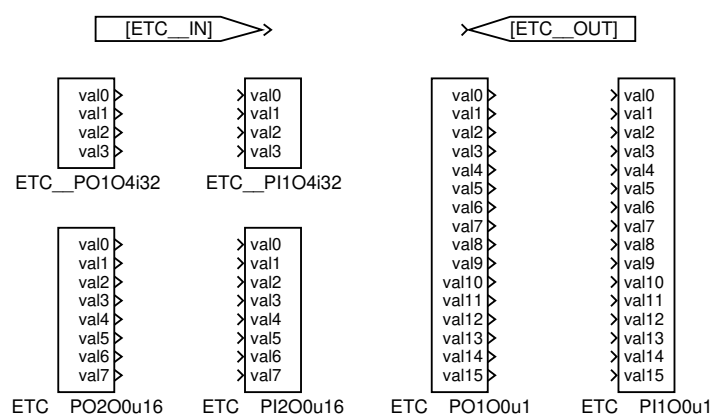 [ETC__IN]
[ETC__OUT]
val0
val1
val2
val3
ETC__PO1O4i32
val0
val1
val2
val3
ETC__PI1O4i32
val0
val1
val2
val3
val4
val5
val6
val7
val8
val9
val10
val11
val12
val13
val14
val15
ETC PO1O0u1
val0
val1
val2
val3
val4
val5
val6
val7
val8
val9
val10
val11
val12
val13
val14
val15
ETC PI1O0u1
val0
val1
val2
val3
val4
val5
val6
val7
ETC PO2O0u16
val0
val1
val2
val3
val4
val5
val6
val7
ETC PI2O0u16